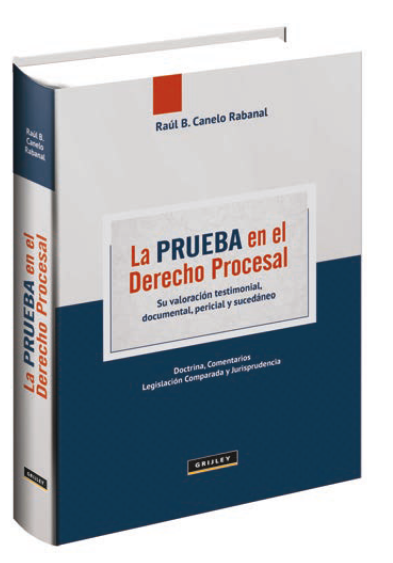 Raúl B. Canelo Rabanal
La PRUEBA en el
Derecho Procesal
Su valoración testimonial,
documental, pericial y sucedáneo
Doctrina, Comentarios
Legislación Comparada y Jurisprudencia
GRIJLEY
Raúl B.
Canelo
Rabanal
La PRUEBA en el
Derecho Procesal
GRIJLEY